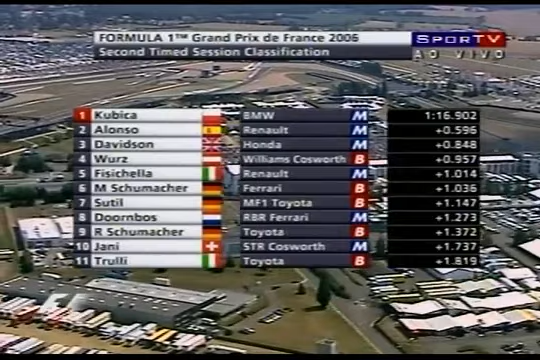 FORMULA 1™ Grand Prix de France 2006
Second Timed Session Classification
SPORTV
AO VIVO
1 Kubica BMW M 1:16.902
2 Alonso Renault M +0.596
3 Davidson Honda M +0.848
4 Wurz Williams Cosworth B +0.957
5 Fisichella Renault M +1.014
6 M Schumacher Ferrari B +1.036
7 Sutil MF1 Toyota B +1.147
8 Doornbos RBR Ferrari M +1.273
9 R Schumacher Toyota B +1.372
10 Jani STR Cosworth M +1.737
11 Trulli Toyota B +1.819